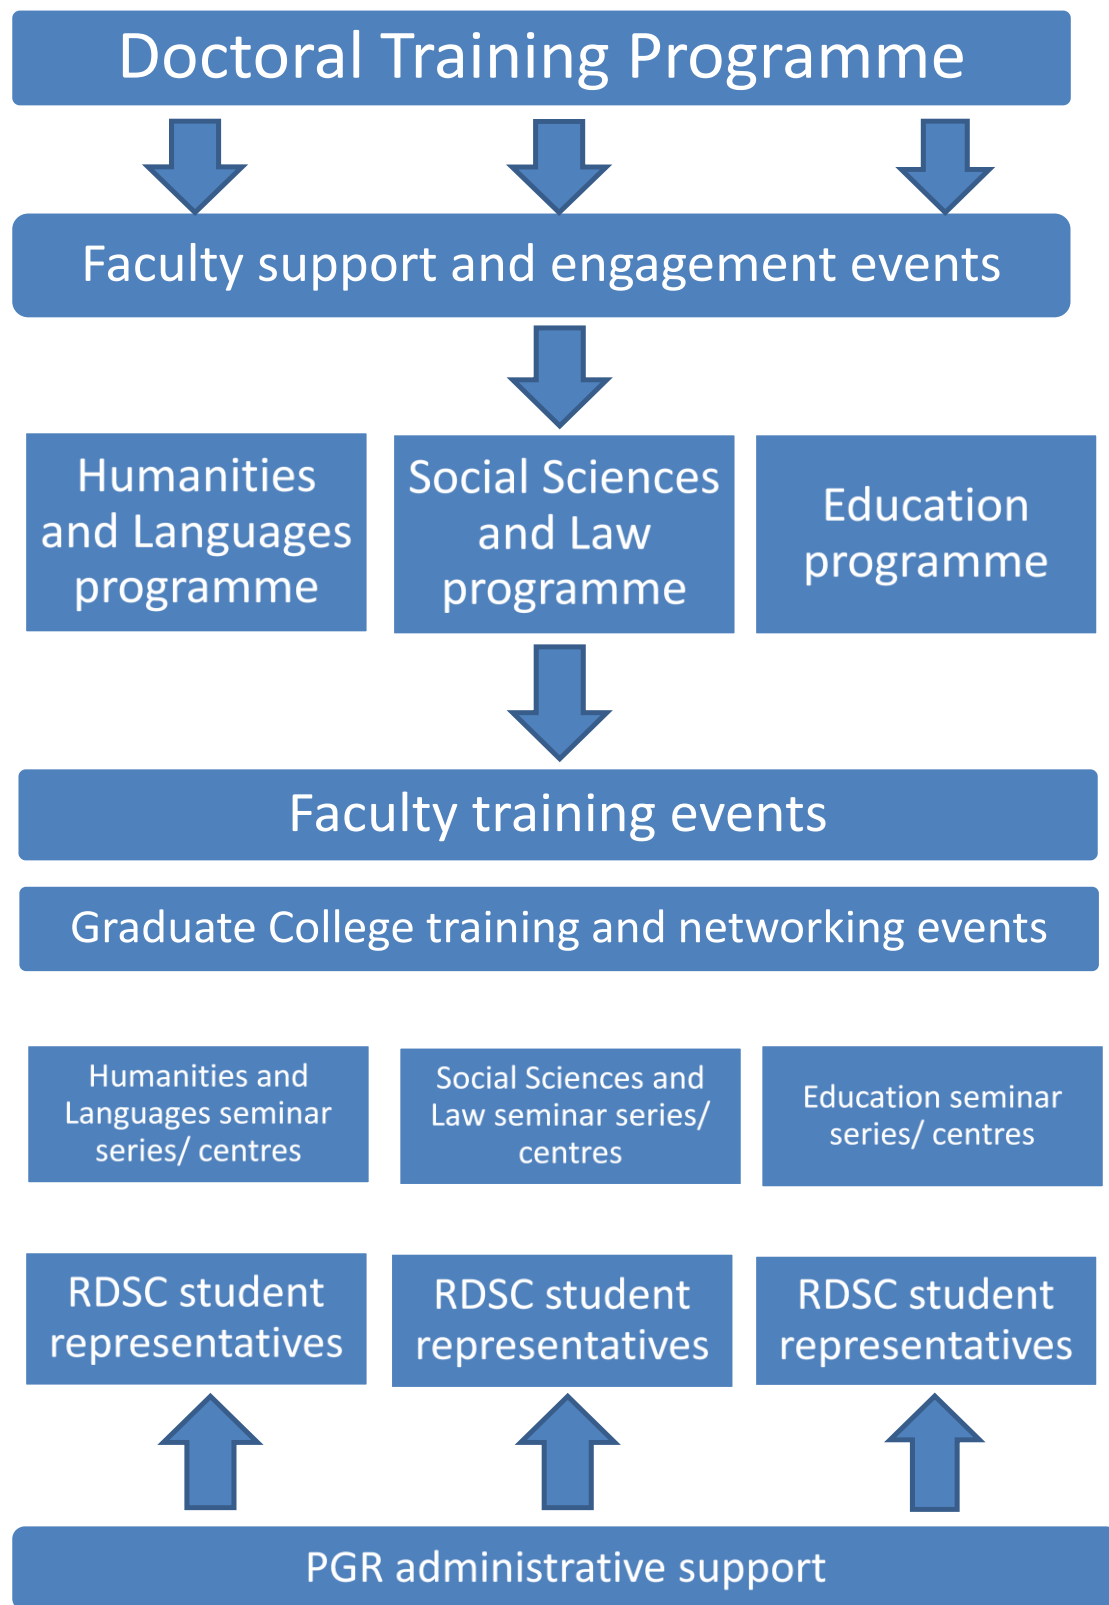 Doctoral Training Programme
Faculty support and engagement events
Humanities
and Languages
programme
Social Sciences
and Law
programme
Education
programme
Faculty training events
Graduate College training and networking events
Humanities and
Languages seminar
series/ centres
Social Sciences and
Law seminar series/
centres
Education seminar
series/ centres
RDSC student
representatives
RDSC student
representatives
RDSC student
representatives
PGR administrative support